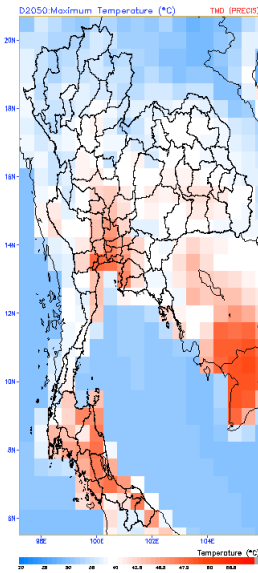 D2050:Maximum Temperature (°C) TMD (PRECIS)
20N
18N
16N
14N
12N
10N
8N
6N
98E 100E 102E 104E
Temperature (°C)